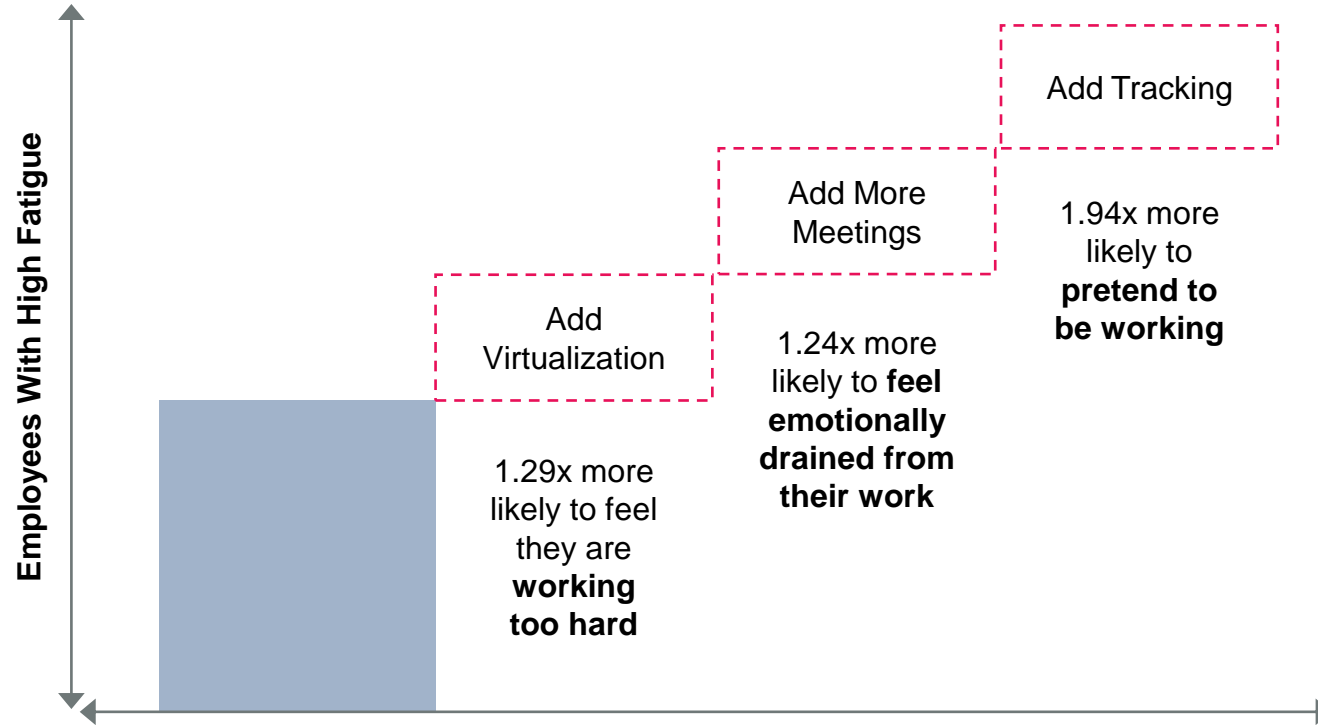 Employees With High Fatigue
Add
Virtualization
1.29x more
likely to feel
they are
working
too hard
Add More
Meetings
1.24x more
likely to feel
emotionally
drained from
their work
Add Tracking
1.94x more
likely to
pretend to
be working